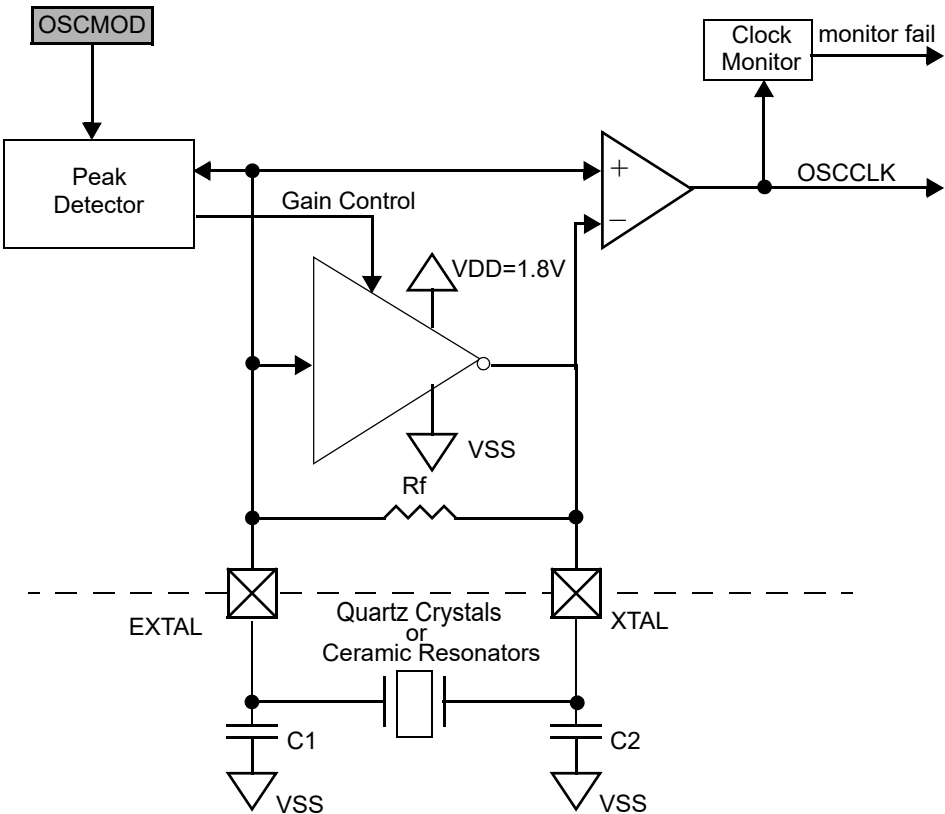 OSCMOD
Clock
Monitor
monitor fail
Peak
Detector
+
OSCCLK
Gain Control
−
VDD=1.8V
VSS
Rf
EXTAL
Quartz Crystals
or
Ceramic Resonators
XTAL
C1
C2
VSS
VSS